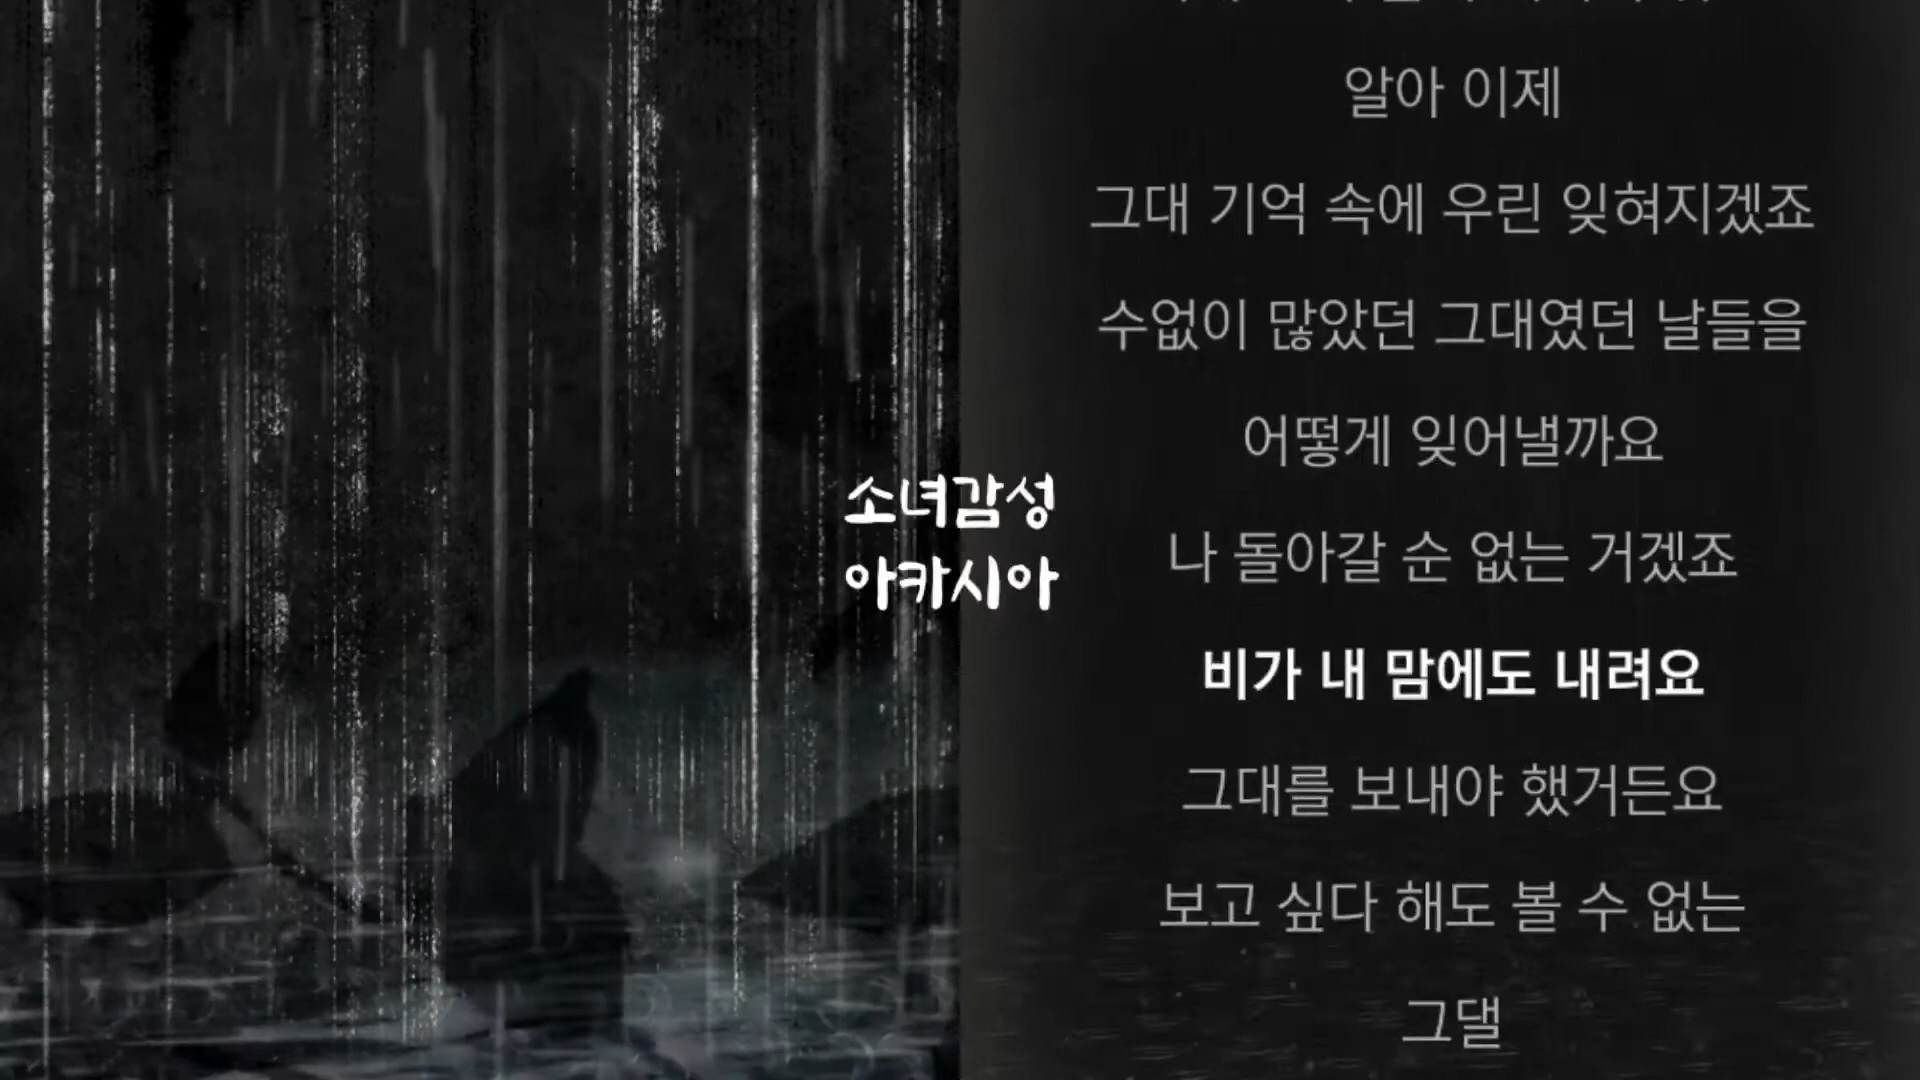 소녀감성
아카시아
알아 이제
그대 기억 속에 우린 잊혀지겠죠
수없이 많았던 그대였던 날들을
어떻게 잊어낼까요
나 돌아갈 순 없는 거겠죠
비가 내 맘에도 내려요
그대를 보내야 했거든요
보고 싶다 해도 볼 수 없는
그댈